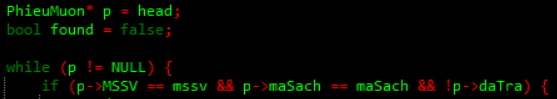 PhieuMuon* p = head;
bool found = false;
while (p != NULL) {
if (p->MSSV == mssv && p->maSach == maSach && !p->daTra) {